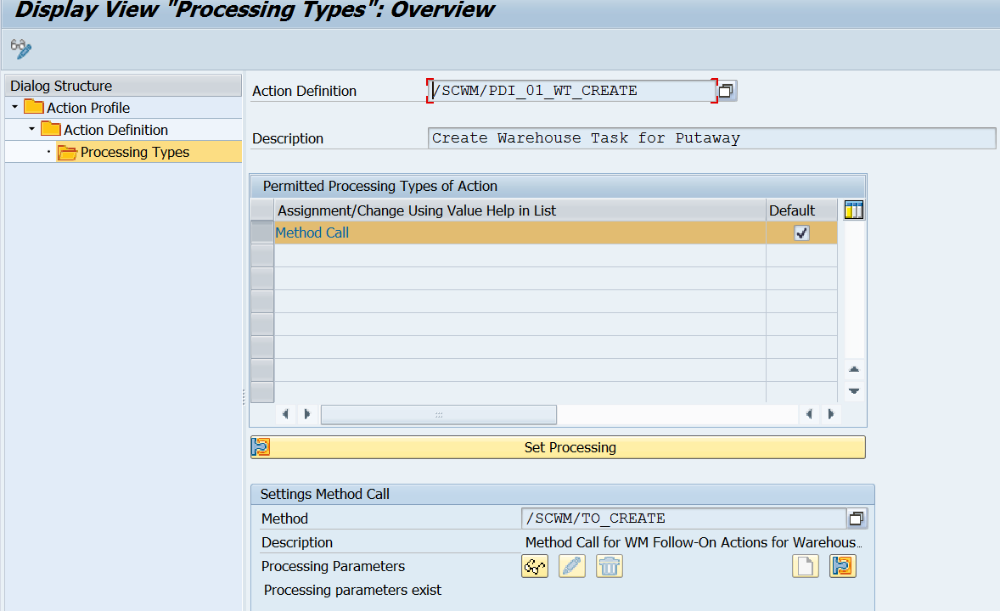 Display View "Processing Types": Overview
Dialog Structure
Action Profile
Action Definition
Processing Types
Action Definition /SCWM/PDI_01_WT_CREATE
Description Create Warehouse Task for Putaway
Permitted Processing Types of Action
Assignment/Change Using Value Help in List Default
Method Call
Set Processing
Settings Method Call
Method /SCWM/TO_CREATE
Description Method Call for WM Follow-On Actions for Warehous...
Processing Parameters
Processing parameters exist